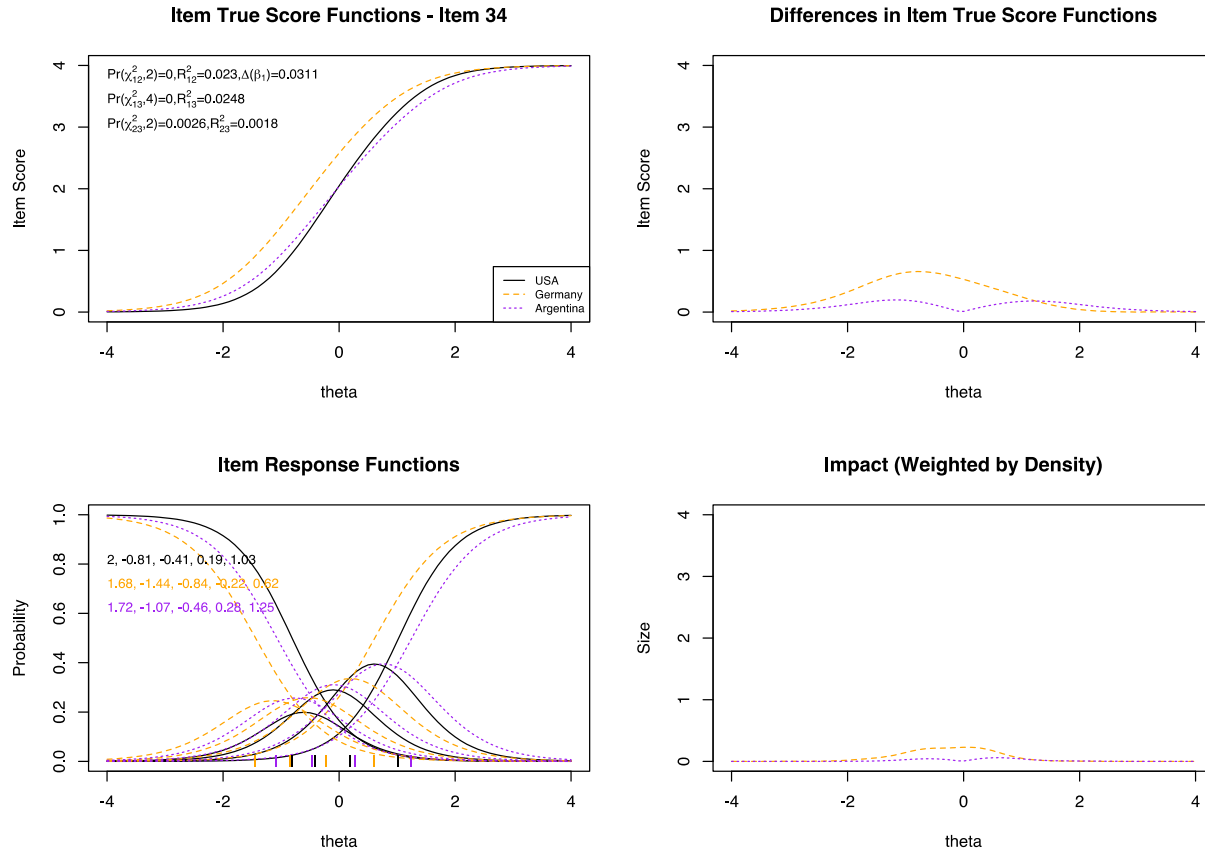 Item True Score Functions - Item 34
Pr(χ²₁₂,2)=0,R²₁₂=0.023,Δ(β₁)=0.0311
Pr(χ²₁₃,4)=0,R²₁₃=0.0248
Pr(χ²₂₃,2)=0.0026,R²₂₃=0.0018
Item Score
4
3
2
1
0
USA
Germany
Argentina
-4 -2 0 2 4
theta
Differences in Item True Score Functions
Item Score
4
3
2
1
0
-4 -2 0 2 4
theta
Item Response Functions
Probability
1.0
0.8
0.6
0.4
0.2
0.0
2, -0.81, -0.41, 0.19, 1.03
1.68, -1.44, -0.84, -0.22, 0.62
1.72, -1.07, -0.46, 0.28, 1.25
-4 -2 0 2 4
theta
Impact (Weighted by Density)
Size
4
3
2
1
0
-4 -2 0 2 4
theta